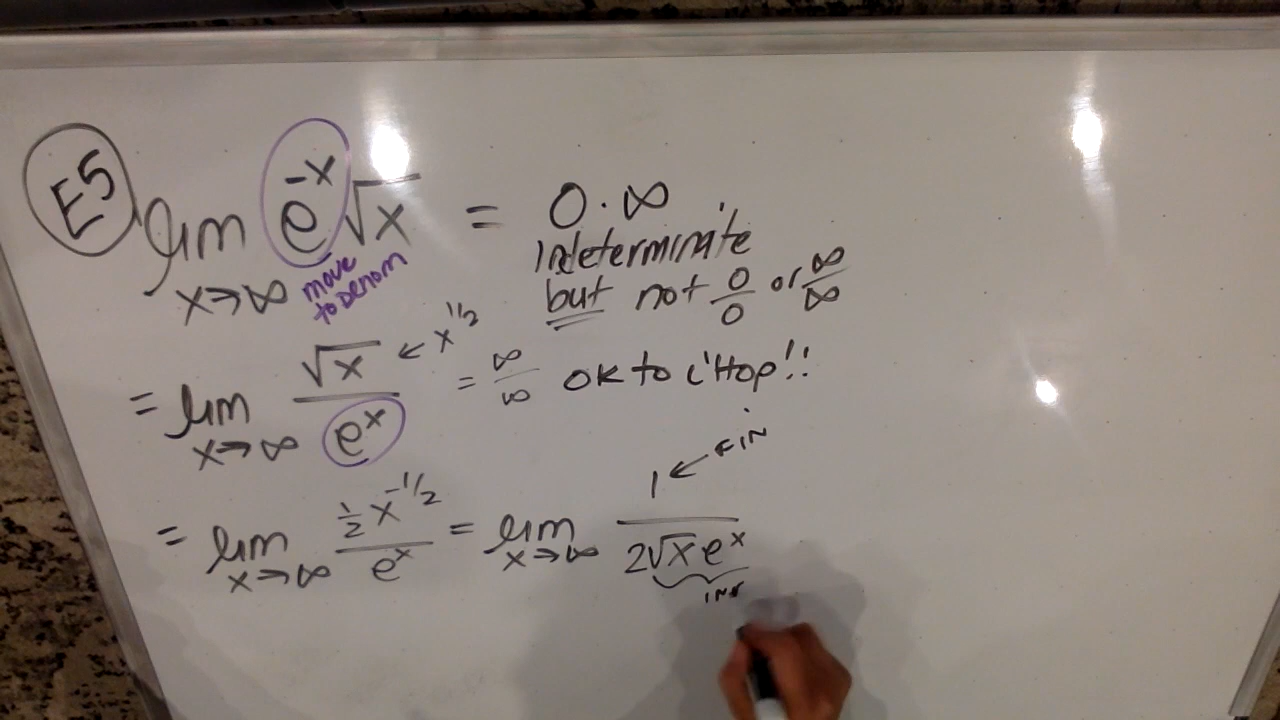 E5 lim x→∞ e^-x √x = 0·∞
move to Denom
Indeterminate
but not 0/0 or ∞/∞
= lim x→∞ √x / e^x ← x^1/2 = ∞/∞ OK to L'Hop!!
= lim x→∞ ½ x^-1/2 / e^x = lim x→∞ 1 / 2√x e^x
← FIN
INF